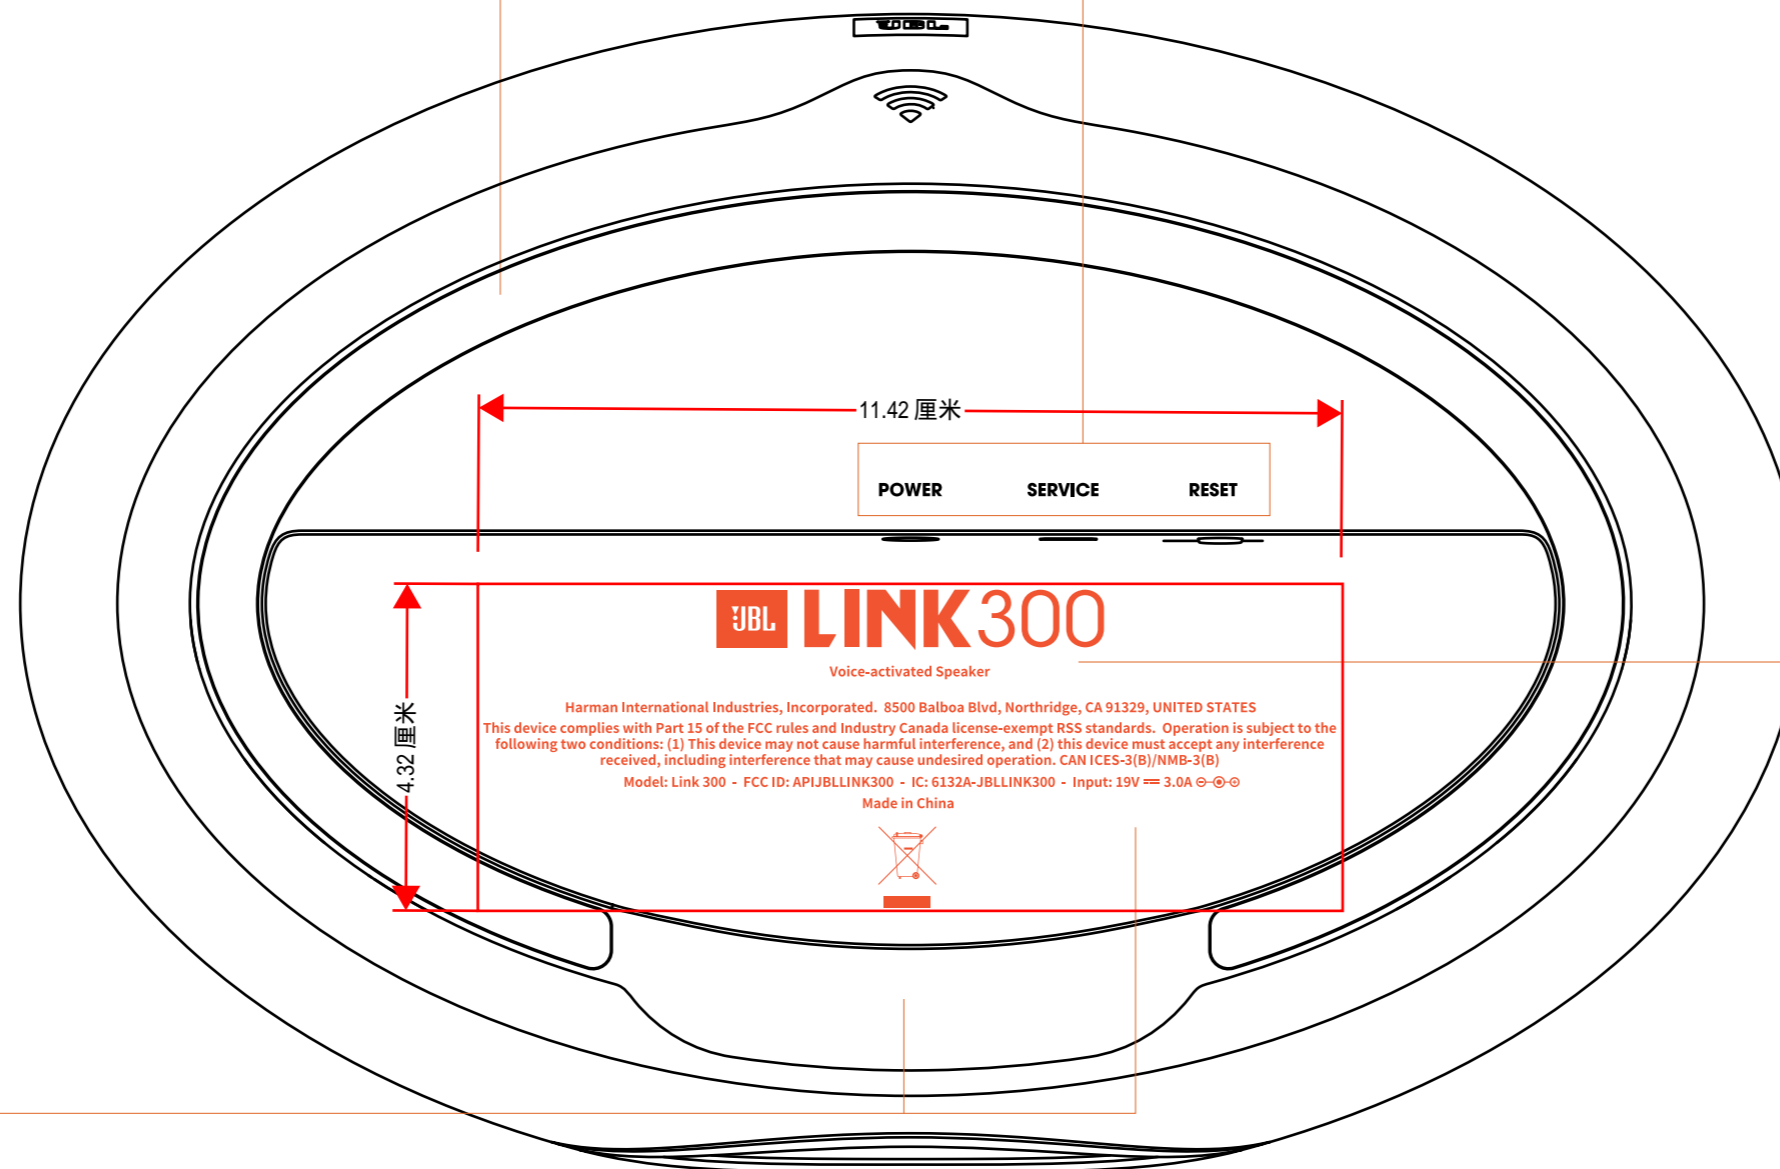 JBL
11.42 厘米
POWER SERVICE RESET
4.32 厘米
JBL LINK 300
Voice-activated Speaker
Harman International Industries, Incorporated.  8500 Balboa Blvd, Northridge, CA 91329, UNITED STATES
This device complies with Part 15 of the FCC rules and Industry Canada license-exempt RSS standards.  Operation is subject to the
following two conditions: (1) This device may not cause harmful interference, and (2) this device must accept any interference
received, including interference that may cause undesired operation. CAN ICES-3(B)/NMB-3(B)
Model: Link 300  -  FCC ID: APIJBLLINK300  -  IC: 6132A-JBLLINK300  -  Input: 19V ⎓ 3.0A
Made in China